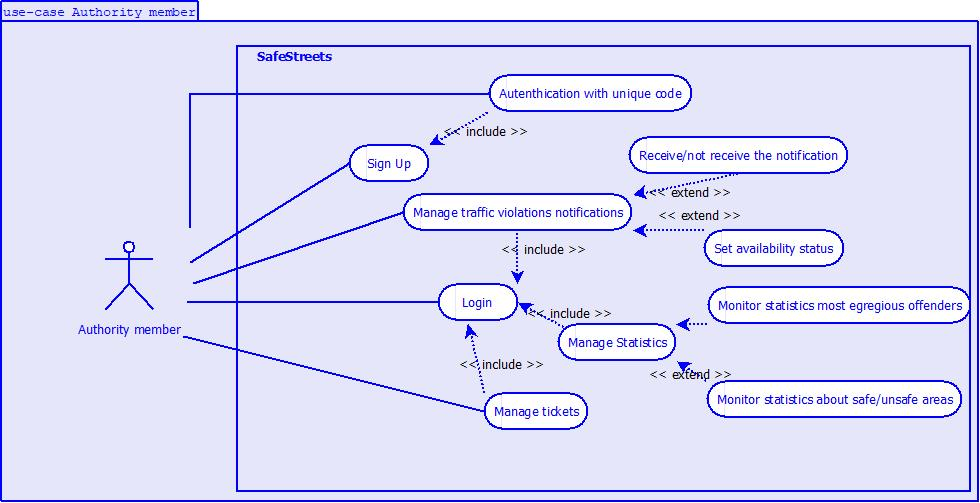 use-case Authority member
SafeStreets
Autenthication with unique code
<< include >>
Sign Up
Receive/not receive the notification
<< extend >>
Manage traffic violations notifications
<< extend >>
Set availability status
<< include >>
Login
Monitor statistics most egregious offenders
<< include >>
Authority member
Manage Statistics
<< include >>
<< extend >>
Monitor statistics about safe/unsafe areas
Manage tickets